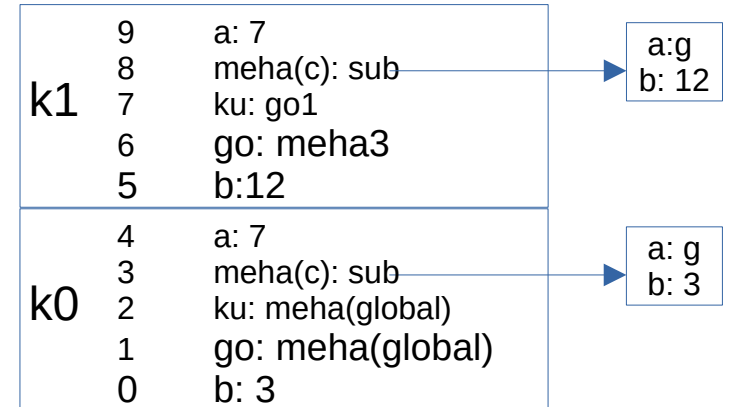 k1
9 a: 7
8 meha(c): sub
7 ku: go1
6 go: meha3
5 b:12
a:g
b: 12
k0
4 a: 7
3 meha(c): sub
2 ku: meha(global)
1 go: meha(global)
0 b: 3
a: g
b: 3